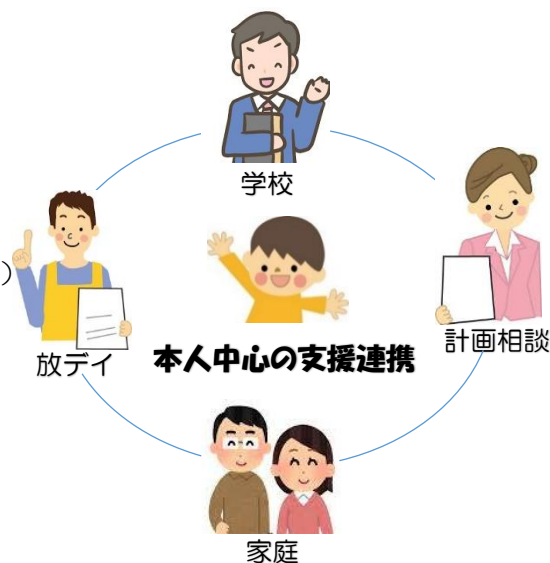 学校
）
放デイ
本人中心の支援連携
計画相談
家庭